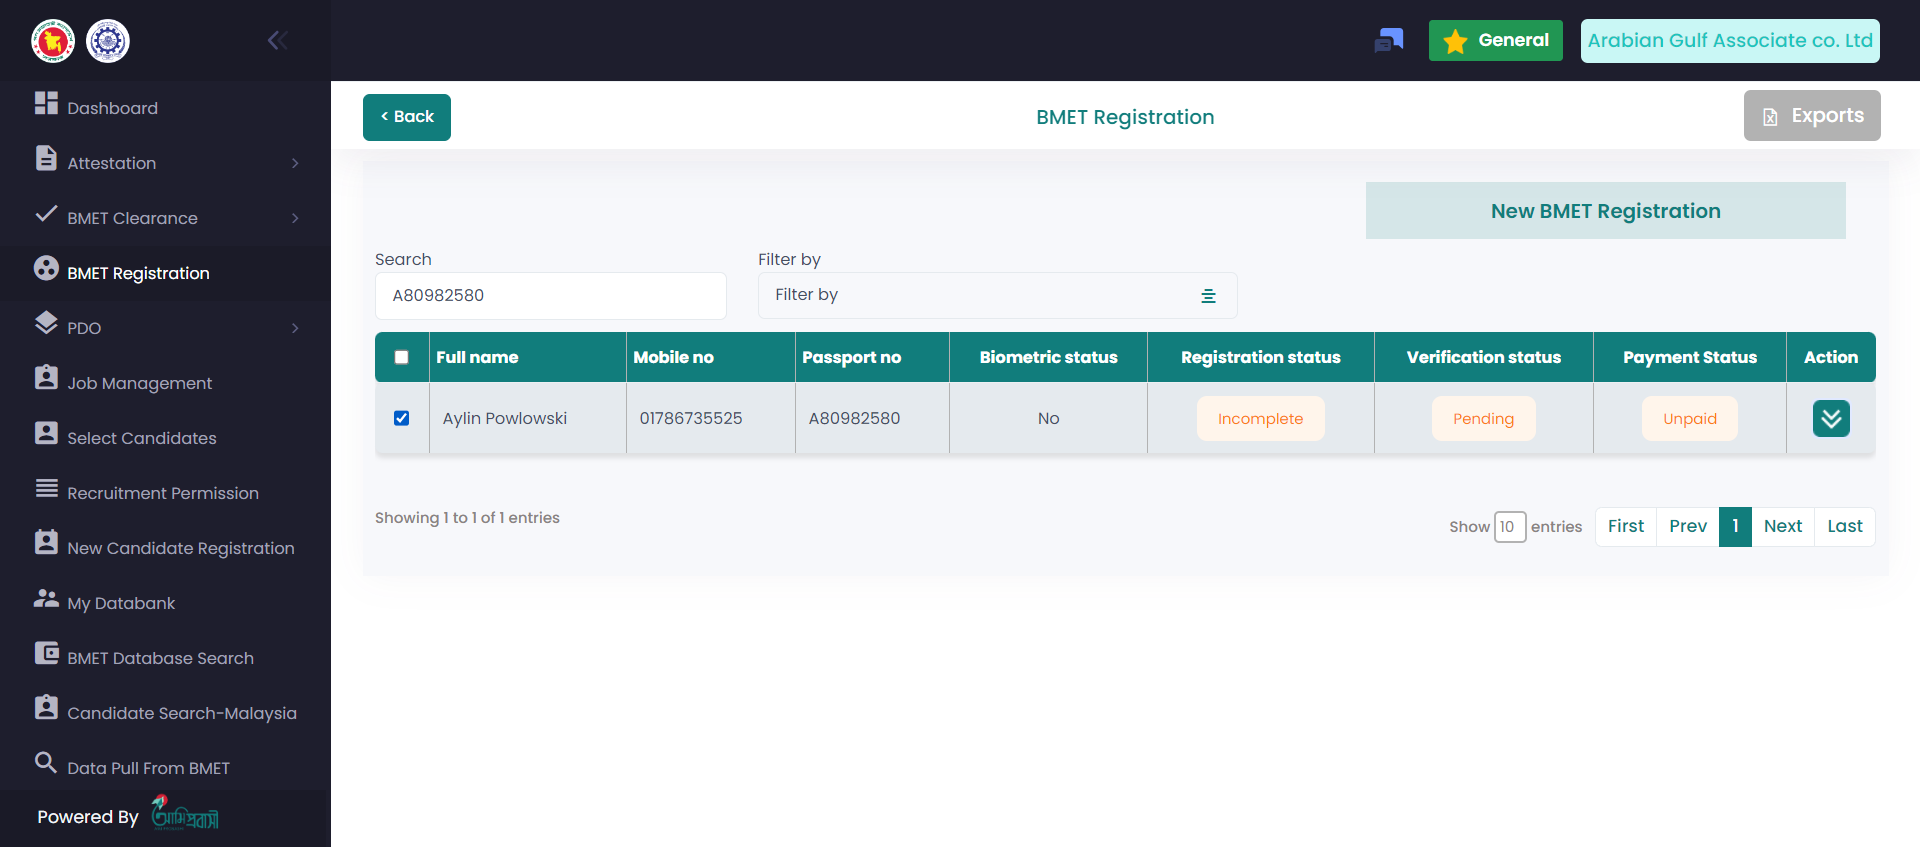 General
Arabian Gulf Associate co. Ltd
Dashboard
Attestation
BMET Clearance
BMET Registration
PDO
Job Management
Select Candidates
Recruitment Permission
New Candidate Registration
My Databank
BMET Database Search
Candidate Search-Malaysia
Data Pull From BMET
Powered By আমি প্রবাসী
< Back
BMET Registration
Exports
New BMET Registration
Search
Filter by
A80982580
Filter by
Full name Mobile no Passport no Biometric status Registration status Verification status Payment Status Action
Aylin Powlowski 01786735525 A80982580 No Incomplete Pending Unpaid
Showing 1 to 1 of 1 entries
Show 10 entries First Prev 1 Next Last